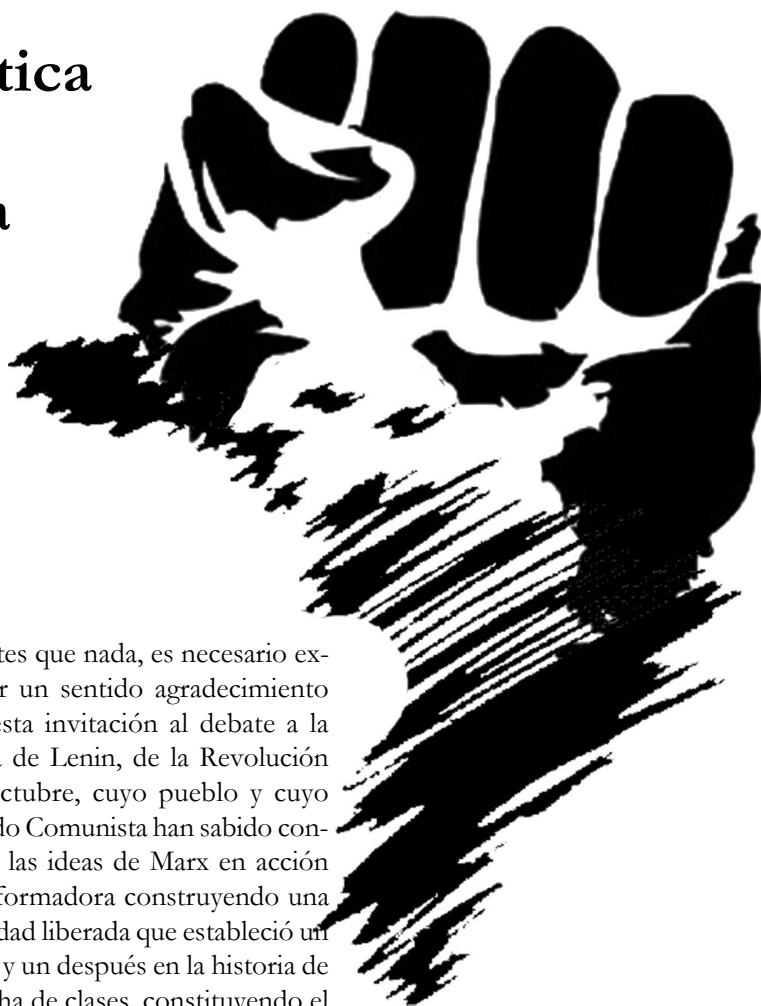 tica
a
tes que nada, es necesario ex-
r un sentido agradecimiento
esta invitación al debate a la
a de Lenin, de la Revolución
ctubre, cuyo pueblo y cuyo
do Comunista han sabido con-
las ideas de Marx en acción
formadora construyendo una
dad liberada que estableció un
y un después en la historia de
ha de clases, constituyendo el